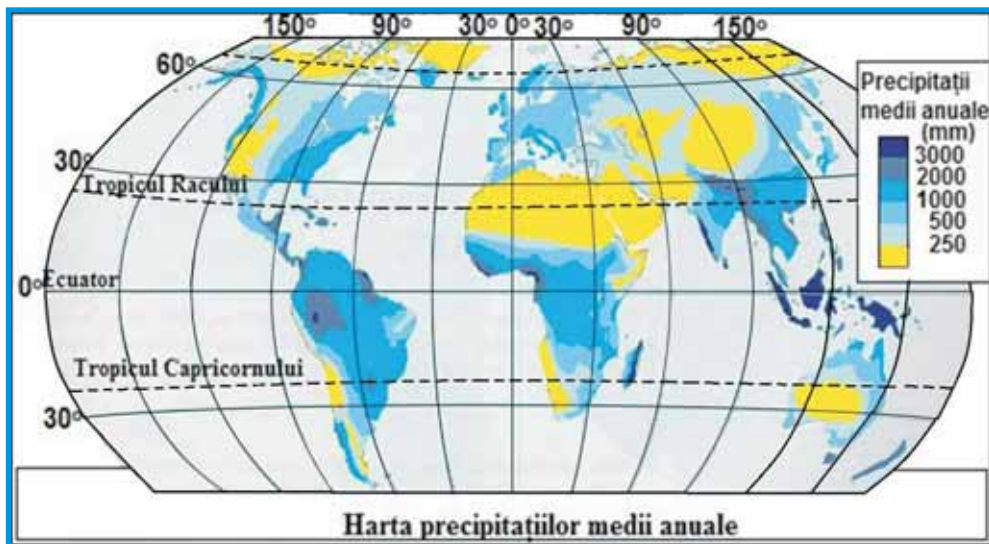 150° 90° 30° 0° 30° 90° 150°
60°
Precipitații
medii anuale
(mm)
3000
2000
1000
500
250
30°
Tropicul Racului
0° Ecuator
Tropicul Capricornului
30°
Harta precipitațiilor medii anuale